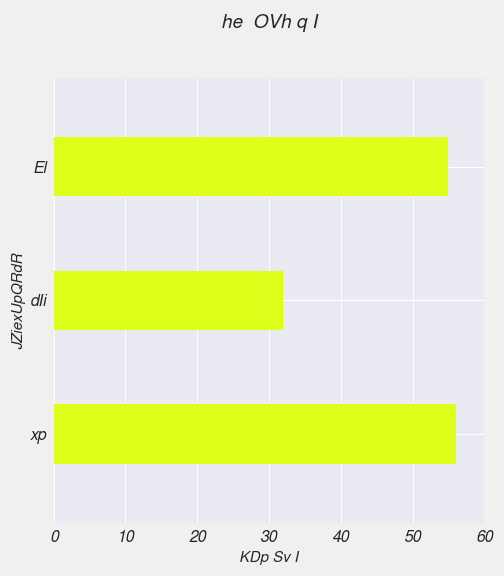 he OVh q I
JZiexUpQRdR
El
dli
xp
0 10 20 30 40 50 60
KDp Sv I